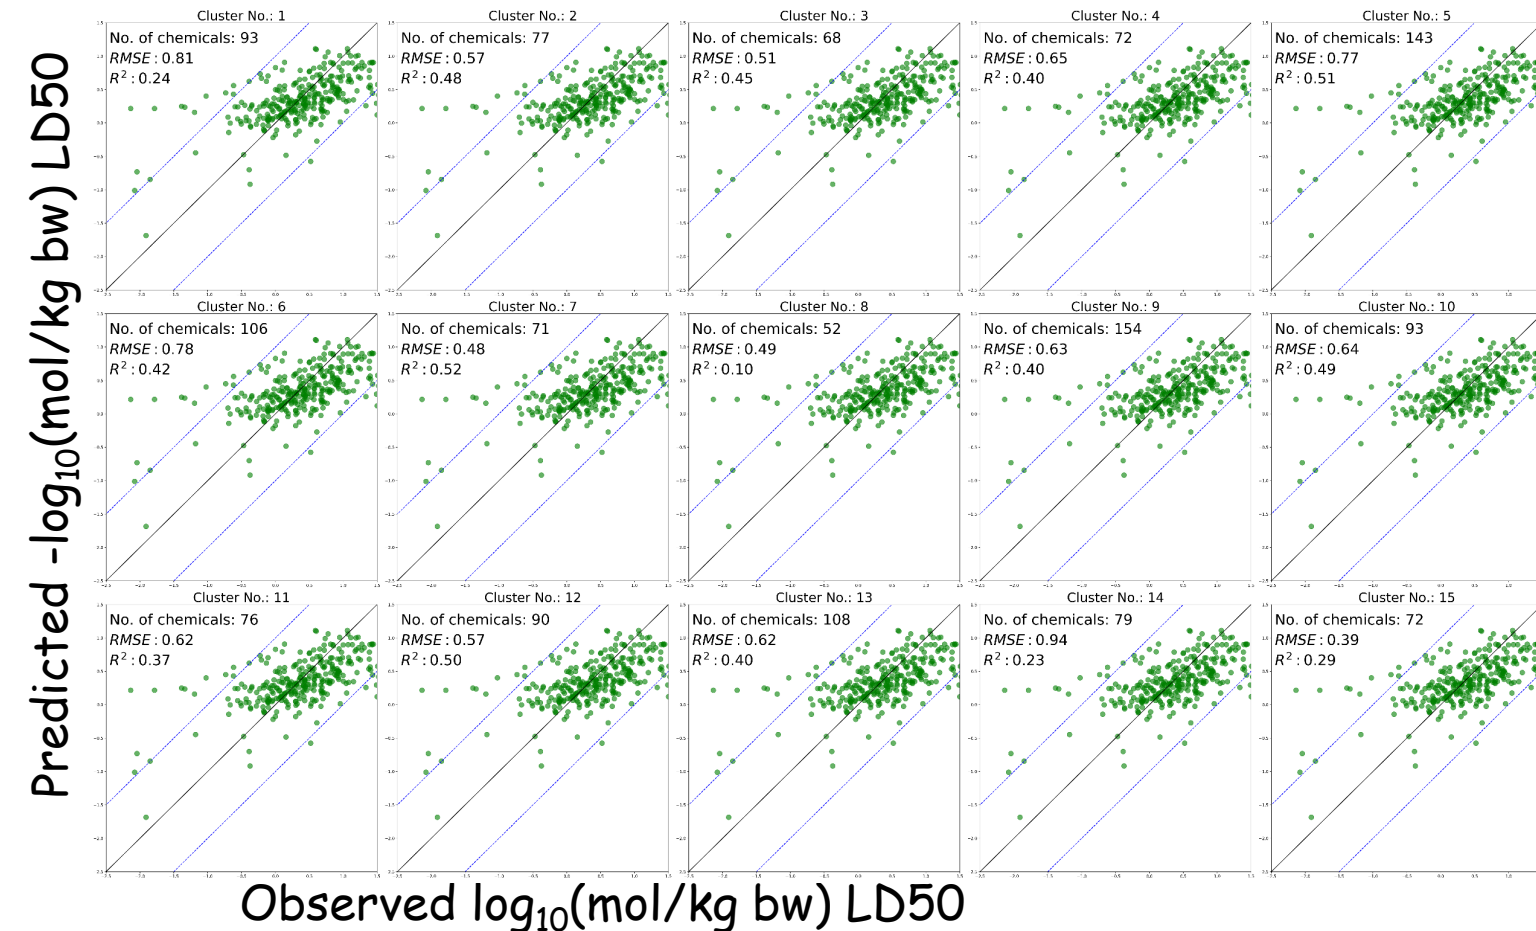 Predicted -log10(mol/kg bw) LD50
Cluster No.: 1
No. of chemicals: 93
RMSE : 0.81
R² : 0.24
Cluster No.: 2
No. of chemicals: 77
RMSE : 0.57
R² : 0.48
Cluster No.: 3
No. of chemicals: 68
RMSE : 0.51
R² : 0.45
Cluster No.: 4
No. of chemicals: 72
RMSE : 0.65
R² : 0.40
Cluster No.: 5
No. of chemicals: 143
RMSE : 0.77
R² : 0.51
Cluster No.: 6
No. of chemicals: 106
RMSE : 0.78
R² : 0.42
Cluster No.: 7
No. of chemicals: 71
RMSE : 0.48
R² : 0.52
Cluster No.: 8
No. of chemicals: 52
RMSE : 0.49
R² : 0.10
Cluster No.: 9
No. of chemicals: 154
RMSE : 0.63
R² : 0.40
Cluster No.: 10
No. of chemicals: 93
RMSE : 0.64
R² : 0.49
Cluster No.: 11
No. of chemicals: 76
RMSE : 0.62
R² : 0.37
Cluster No.: 12
No. of chemicals: 90
RMSE : 0.57
R² : 0.50
Cluster No.: 13
No. of chemicals: 108
RMSE : 0.62
R² : 0.40
Cluster No.: 14
No. of chemicals: 79
RMSE : 0.94
R² : 0.23
Cluster No.: 15
No. of chemicals: 72
RMSE : 0.39
R² : 0.29
Observed log10(mol/kg bw) LD50